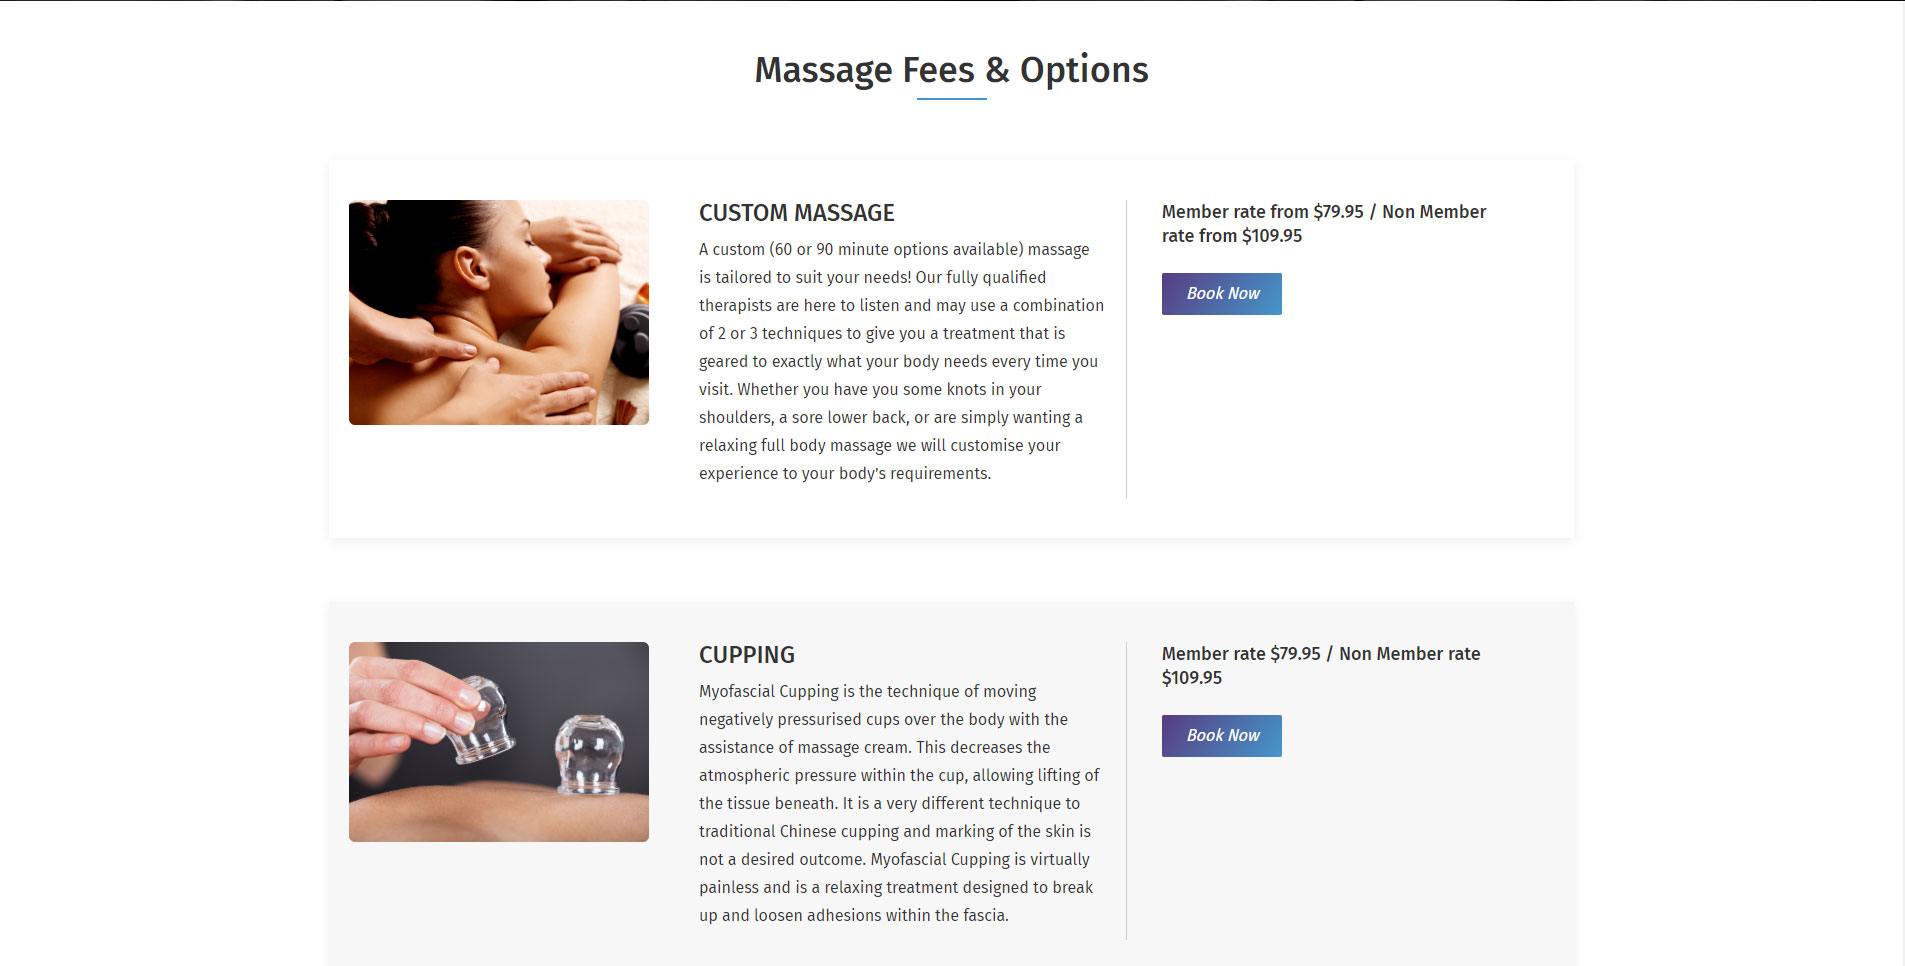 Massage Fees & Options
CUSTOM MASSAGE
A custom (60 or 90 minute options available) massage
is tailored to suit your needs! Our fully qualified
therapists are here to listen and may use a combination
of 2 or 3 techniques to give you a treatment that is
geared to exactly what your body needs every time you
visit. Whether you have you some knots in your
shoulders, a sore lower back, or are simply wanting a
relaxing full body massage we will customise your
experience to your body's requirements.
Member rate from $79.95 / Non Member
rate from $109.95
Book Now
CUPPING
Myofascial Cupping is the technique of moving
negatively pressurised cups over the body with the
assistance of massage cream. This decreases the
atmospheric pressure within the cup, allowing lifting of
the tissue beneath. It is a very different technique to
traditional Chinese cupping and marking of the skin is
not a desired outcome. Myofascial Cupping is virtually
painless and is a relaxing treatment designed to break
up and loosen adhesions within the fascia.
Member rate $79.95 / Non Member rate
$109.95
Book Now